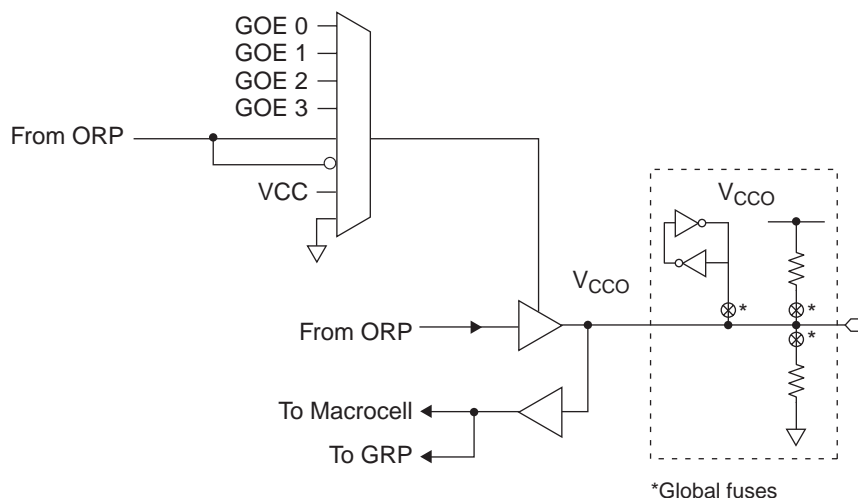 GOE 0
GOE 1
GOE 2
GOE 3
From ORP
VCC
VCCO
VCCO
*
*
*
From ORP
To Macrocell
To GRP
*Global fuses